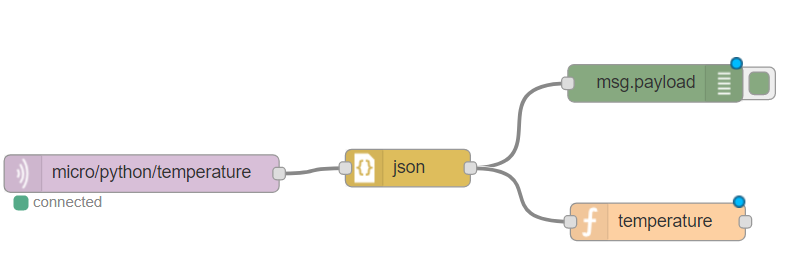 msg.payload
micro/python/temperature
json
connected
temperature